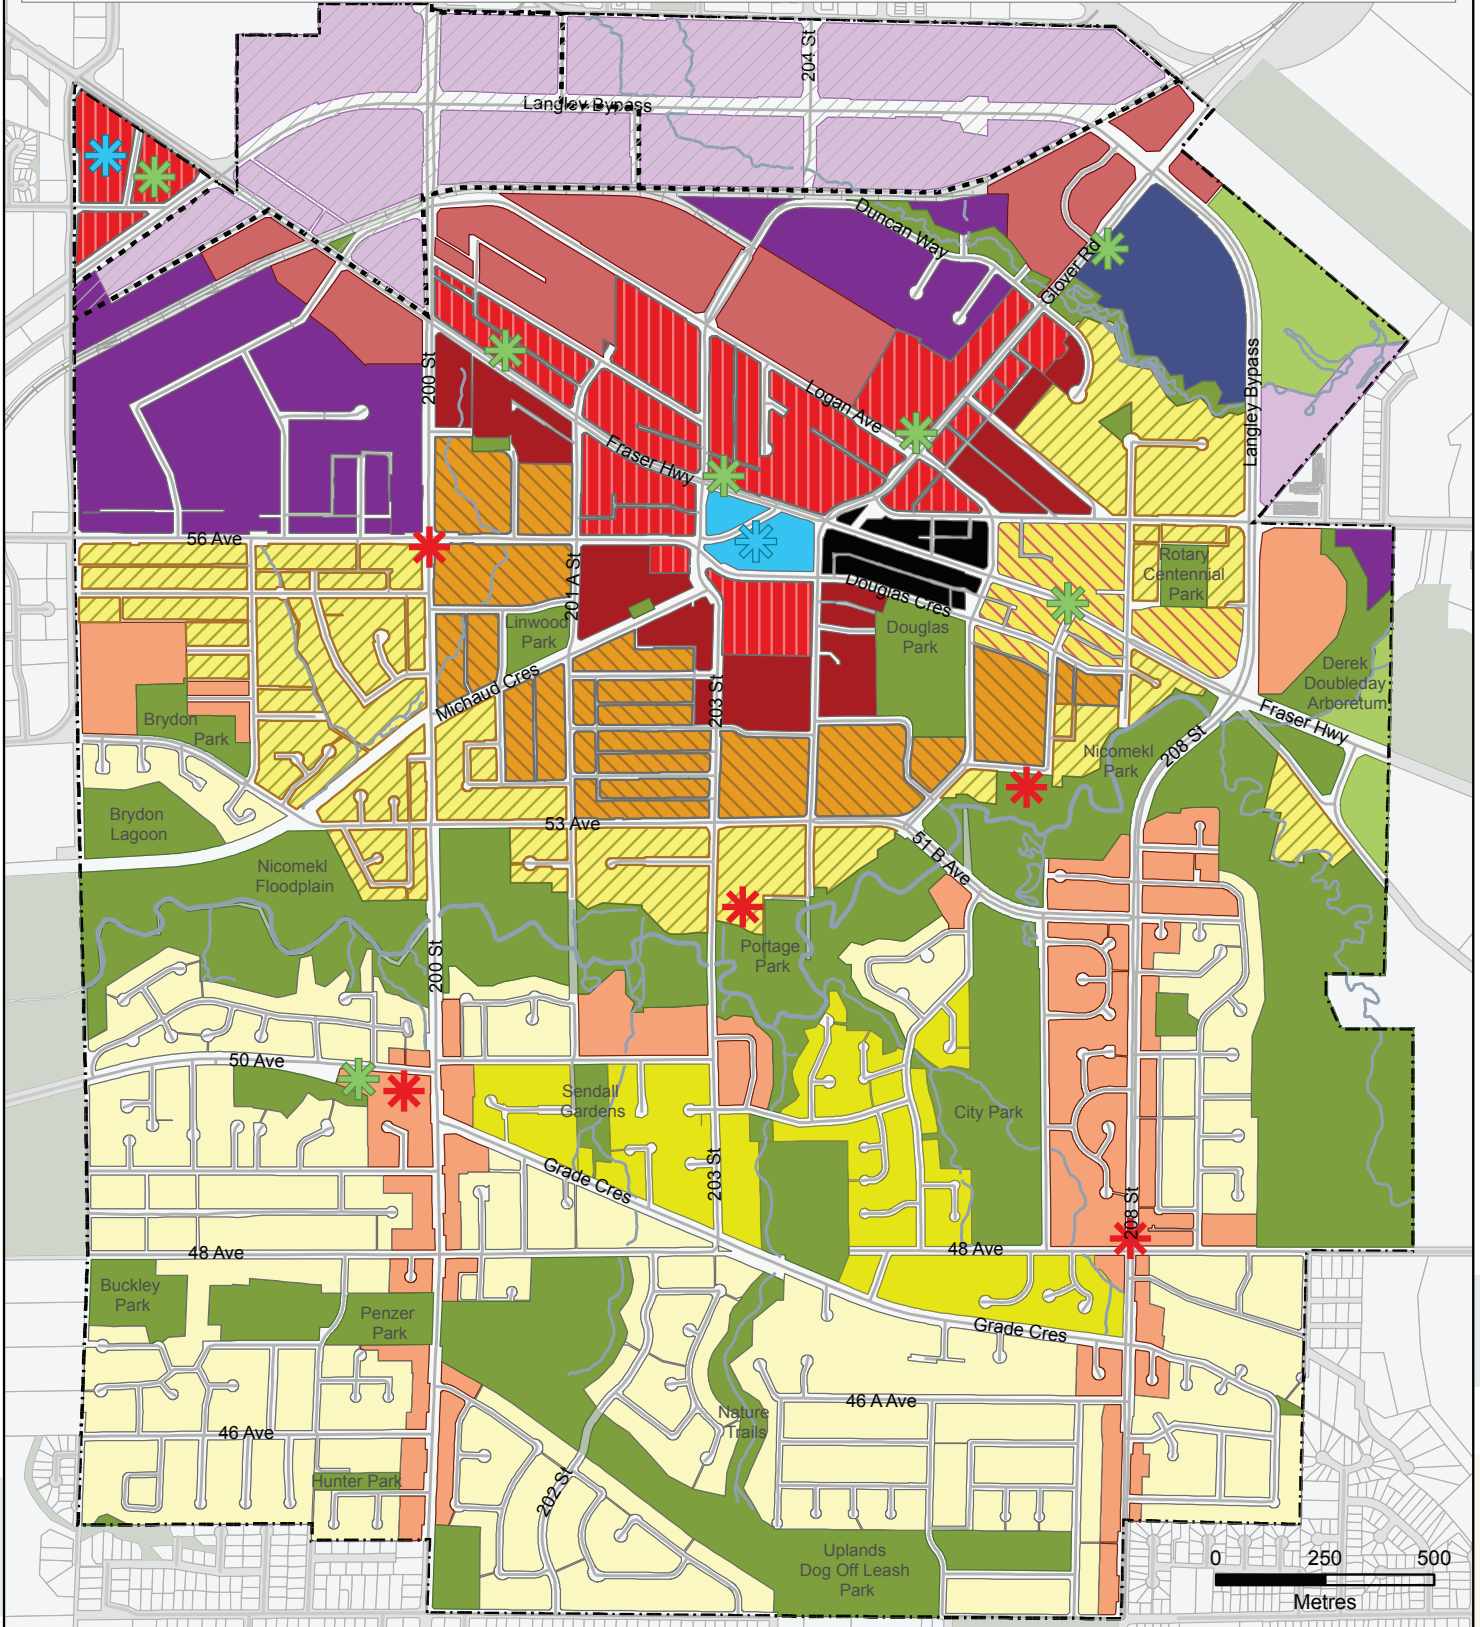 204 St
Langley Bypass
Duncan Way
Glover Rd
200 St
Langley Bypass
Logan Ave
Fraser Hwy
56 Ave
201 A St
Douglas Cres
Rotary
Centennial
Park
Linwood
Park
Douglas
Park
Derek
Doubleday
Arboretum
Michaud Cres
203 St
Brydon
Park
Fraser Hwy
208 St
Nicomekl
Park
Brydon
Lagoon
53 Ave
51 B Ave
Nicomekl
Floodplain
200 St
Portage
Park
50 Ave
Sendall
Gardens
City Park
Grade Cres
203 St
208 St
48 Ave
48 Ave
Buckley
Park
Penzer
Park
Grade Cres
46 A Ave
Nature
Trails
46 Ave
Hunter Park
202 St
Uplands
Dog Off Leash
Park
0 250 500
Metres